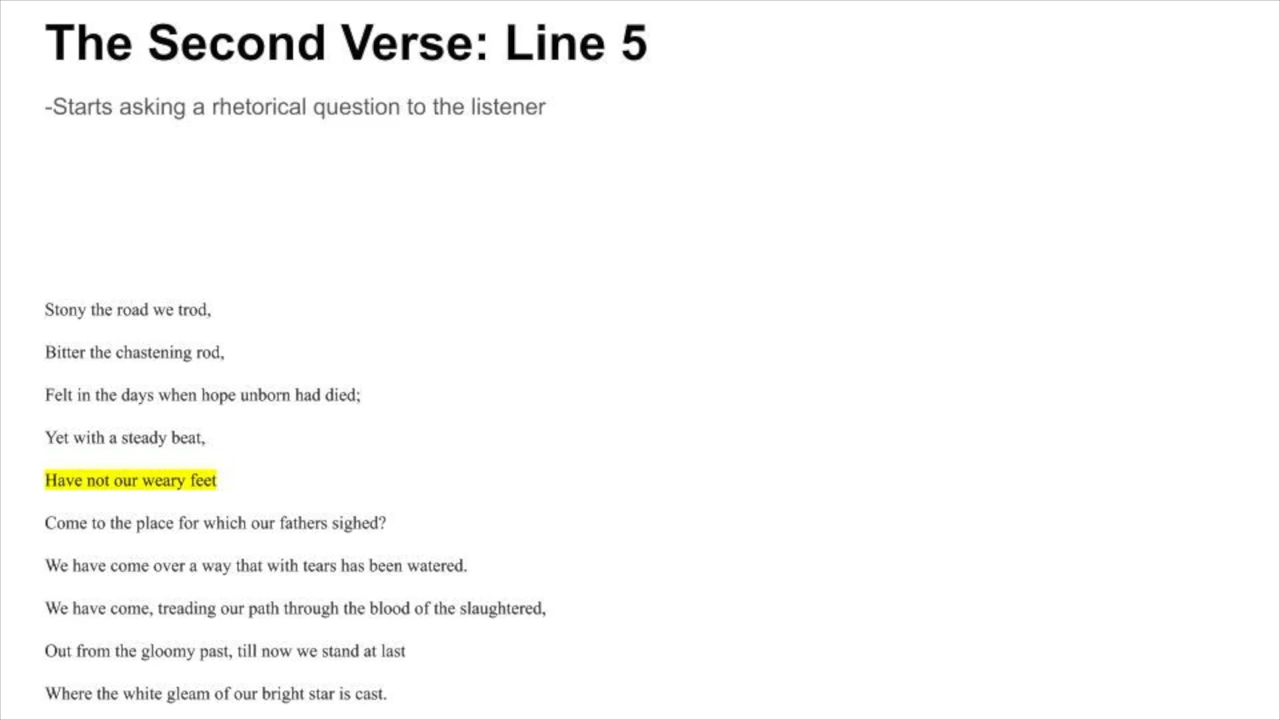 The Second Verse: Line 5
-Starts asking a rhetorical question to the listener
Stony the road we trod,
Bitter the chastening rod,
Felt in the days when hope unborn had died;
Yet with a steady beat,
Have not our weary feet
Come to the place for which our fathers sighed?
We have come over a way that with tears has been watered.
We have come, treading our path through the blood of the slaughtered,
Out from the gloomy past, till now we stand at last
Where the white gleam of our bright star is cast.